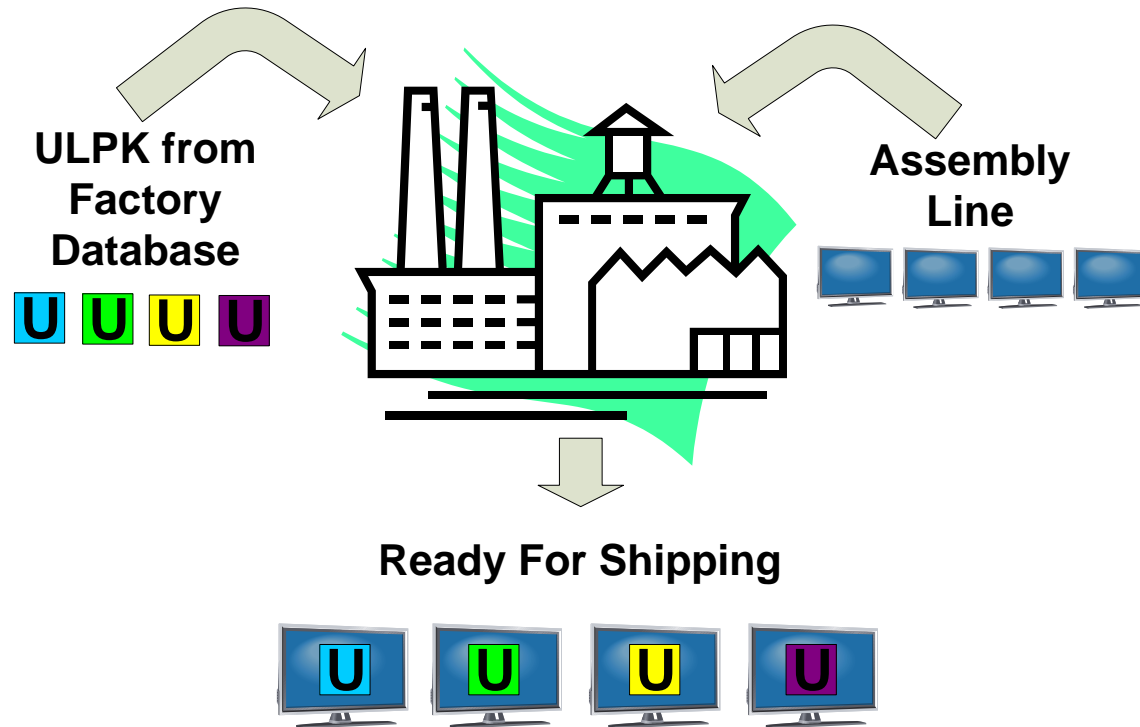 ULPK from
Factory
Database
U U U U
Assembly
Line
Ready For Shipping
U U U U